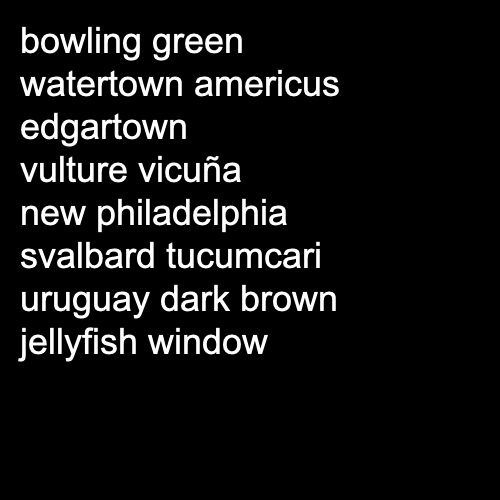 bowling green
watertown americus
edgartown
vulture vicuña
new philadelphia
svalbard tucumcari
uruguay dark brown
jellyfish window